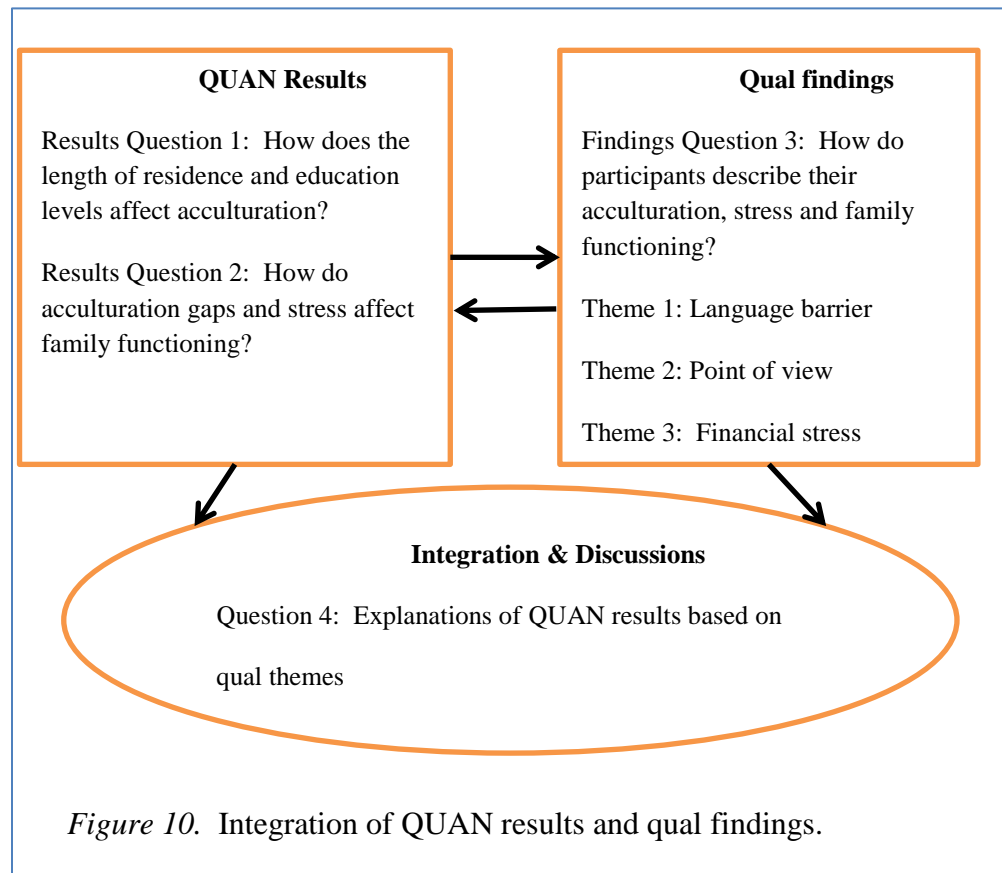 QUAN Results
Results Question 1:  How does the
length of residence and education
levels affect acculturation?
Results Question 2:  How do
acculturation gaps and stress affect
family functioning?
Qual findings
Findings Question 3:  How do
participants describe their
acculturation, stress and family
functioning?
Theme 1: Language barrier
Theme 2: Point of view
Theme 3:  Financial stress
Integration & Discussions
Question 4:  Explanations of QUAN results based on
qual themes
Figure 10.  Integration of QUAN results and qual findings.